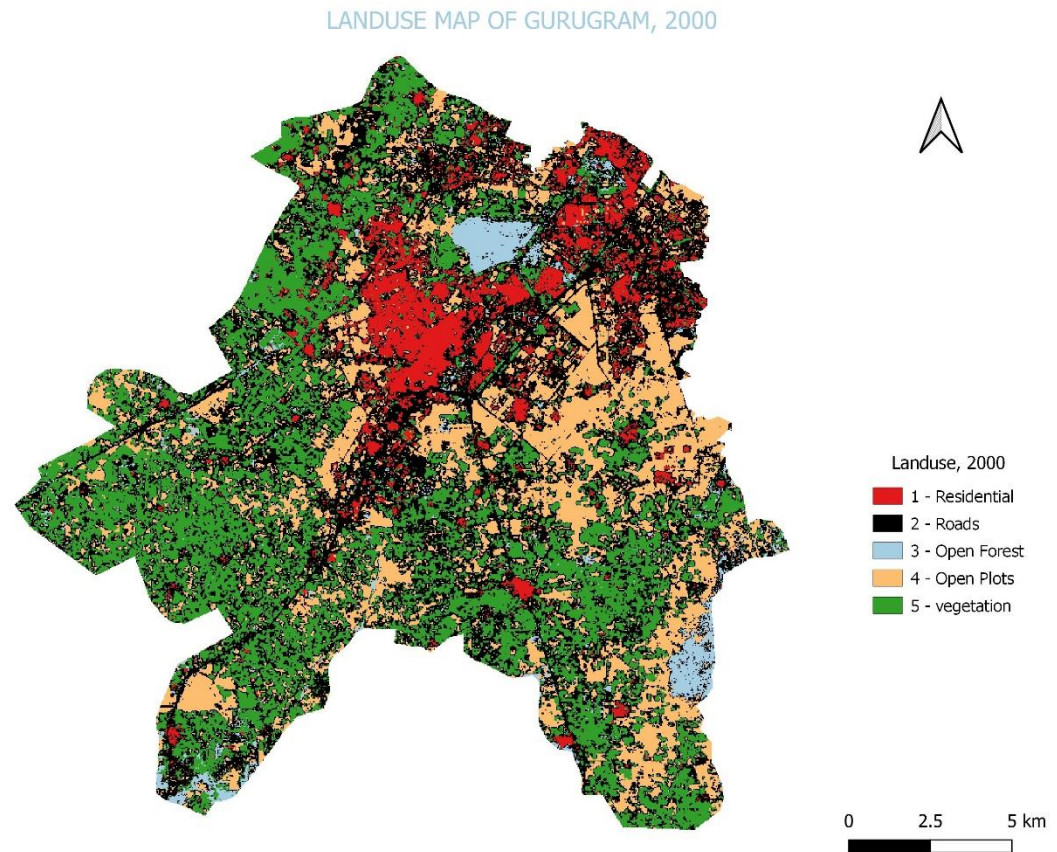 LANDUSE MAP OF GURUGRAM, 2000
Landuse, 2000
1 - Residential
2 - Roads
3 - Open Forest
4 - Open Plots
5 - vegetation
0 2.5 5 km